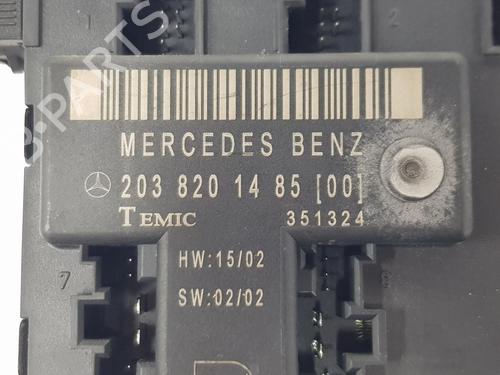 2
B-PARTS
MERCEDES BENZ
203 820 14 85 [00]
TEMIC 351324
7
HW:15/02
SW:02/02